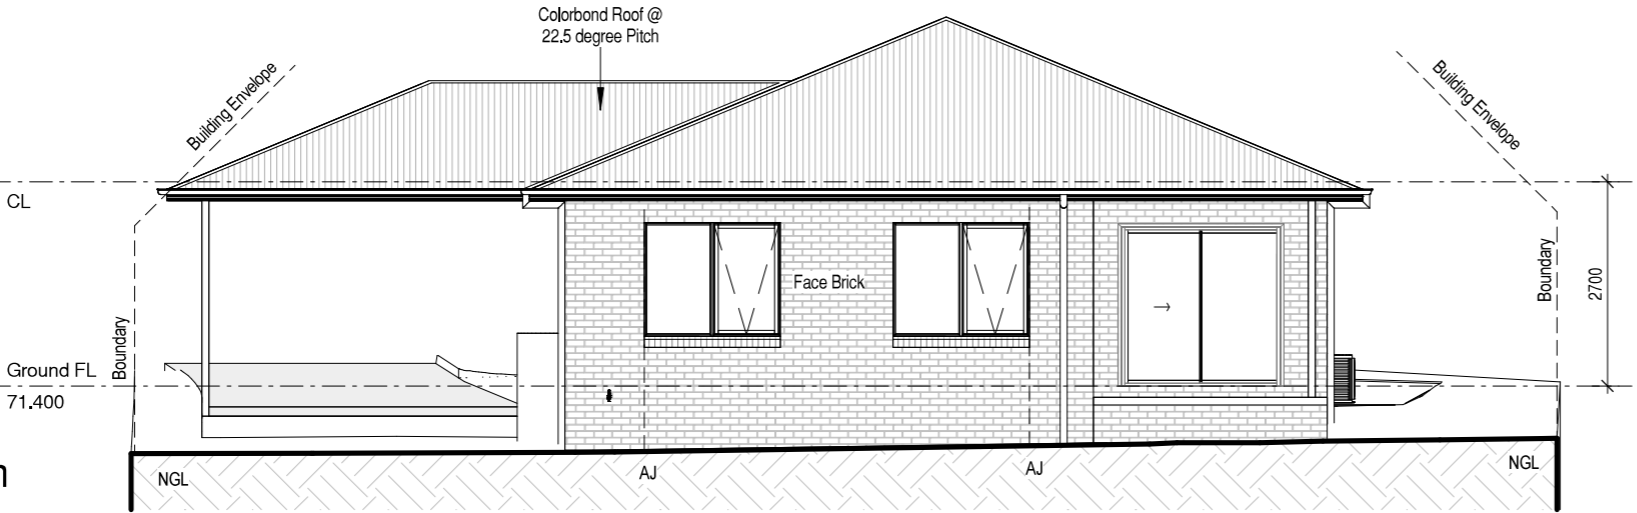 Colorbond Roof @
22.5 degree Pitch
Building Envelope
Building Envelope
CL
Face Brick
Boundary
Boundary
2700
Ground FL
71.400
NGL
AJ
AJ
NGL